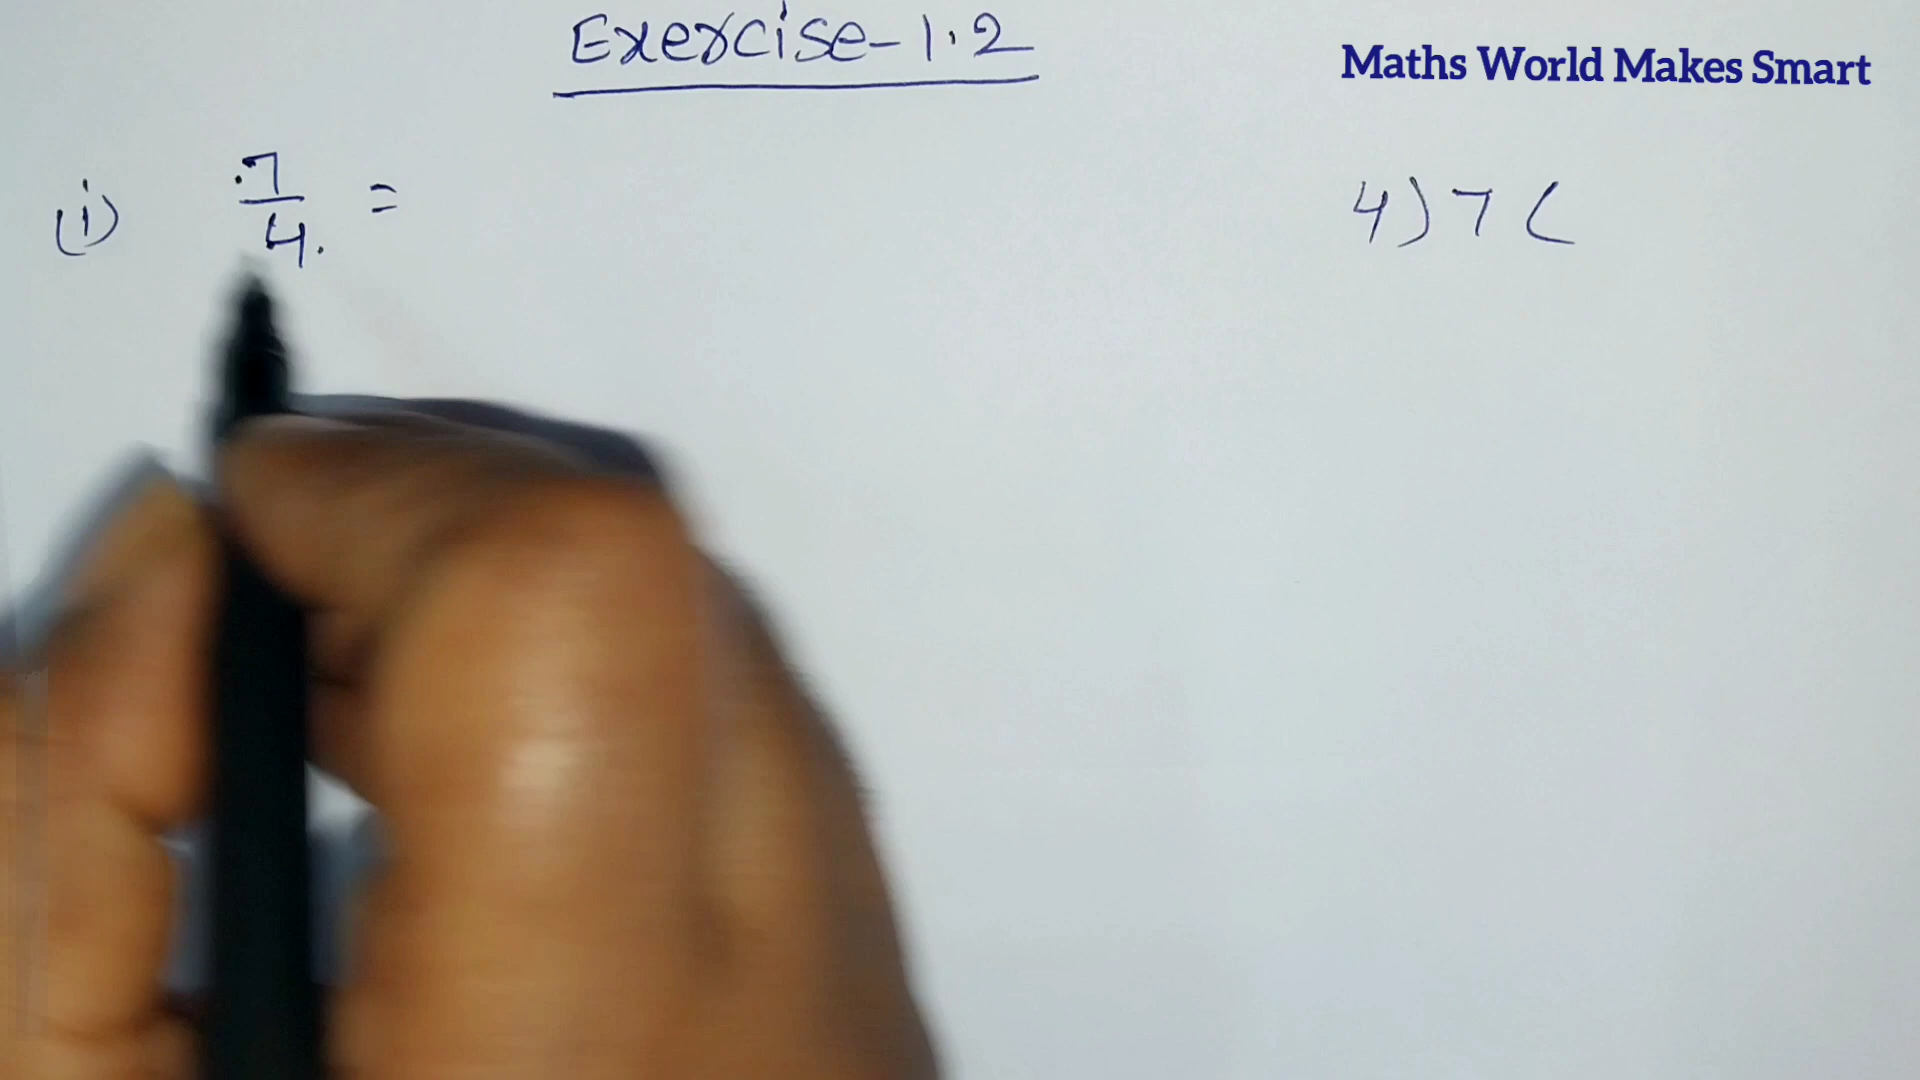 Exercise-1.2
Maths World Makes Smart
(i) 7/4 =
4)7(